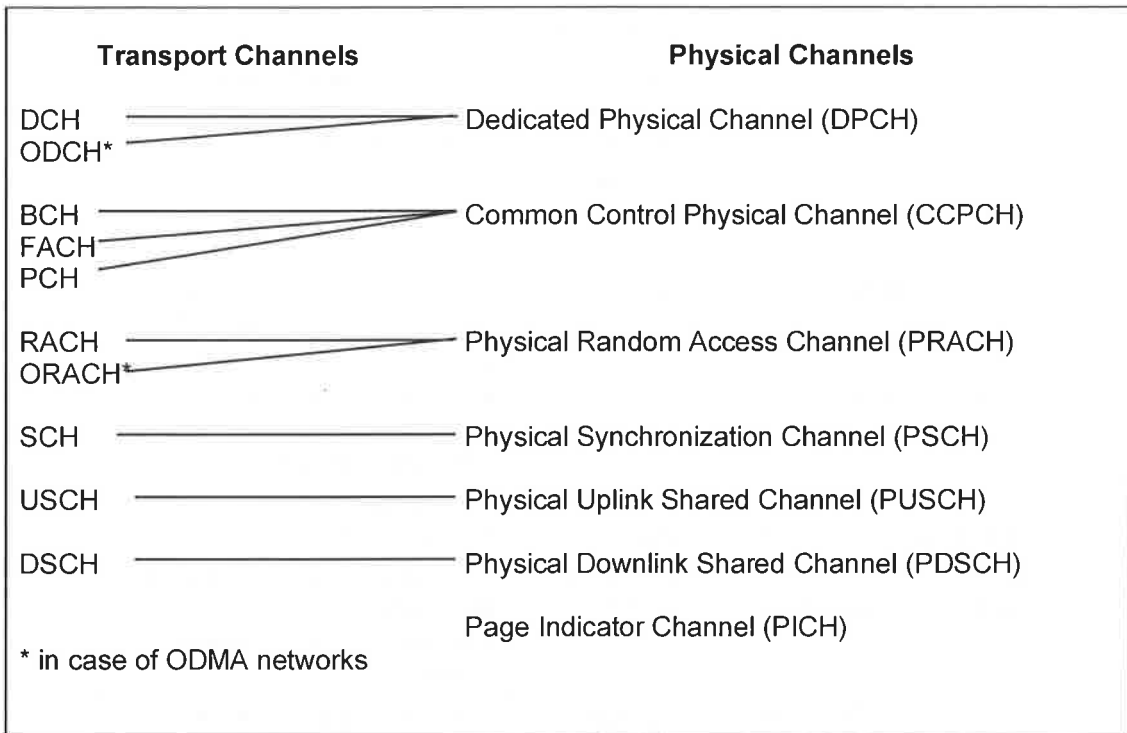 Transport Channels Physical Channels
DCH Dedicated Physical Channel (DPCH)
ODCH*
BCH Common Control Physical Channel (CCPCH)
FACH
PCH
RACH Physical Random Access Channel (PRACH)
ORACH*
SCH Physical Synchronization Channel (PSCH)
USCH Physical Uplink Shared Channel (PUSCH)
DSCH Physical Downlink Shared Channel (PDSCH)
Page Indicator Channel (PICH)
* in case of ODMA networks